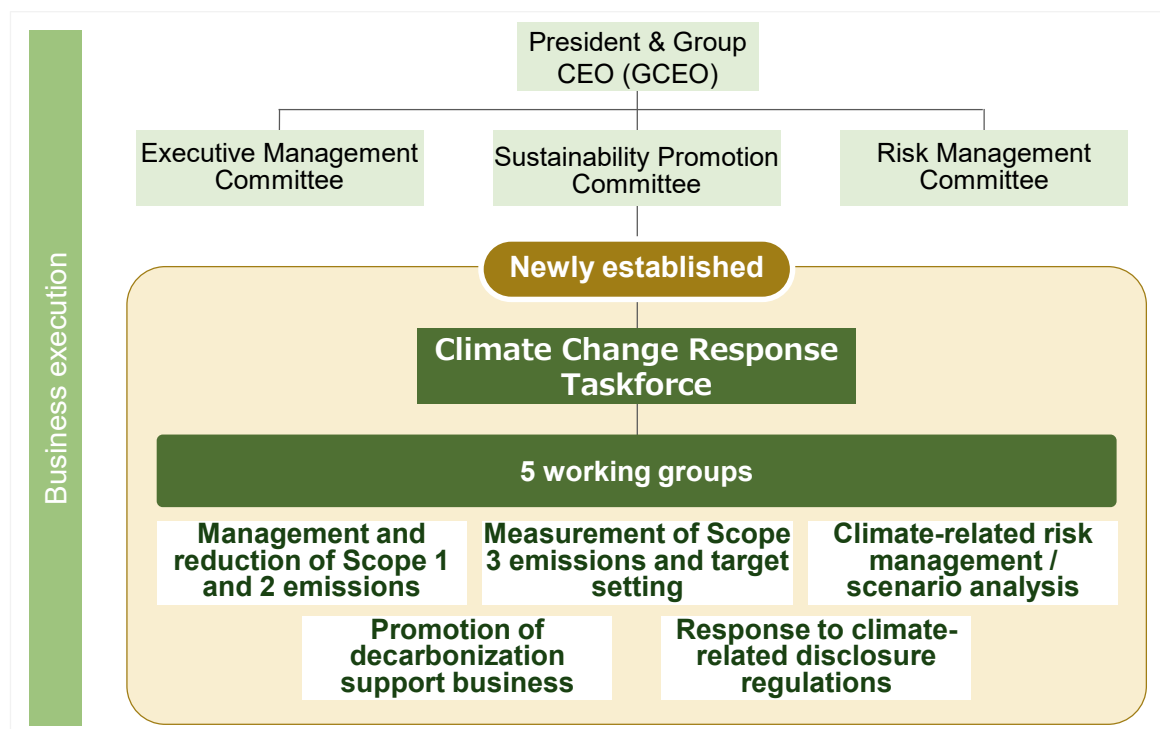 President & Group
CEO (GCEO)
Executive Management
Committee
Sustainability Promotion
Committee
Risk Management
Committee
Business execution
Newly established
Climate Change Response
Taskforce
5 working groups
Management and
reduction of Scope 1
and 2 emissions
Measurement of Scope
3 emissions and target
setting
Climate-related risk
management /
scenario analysis
Promotion of
decarbonization
support business
Response to climate-
related disclosure
regulations